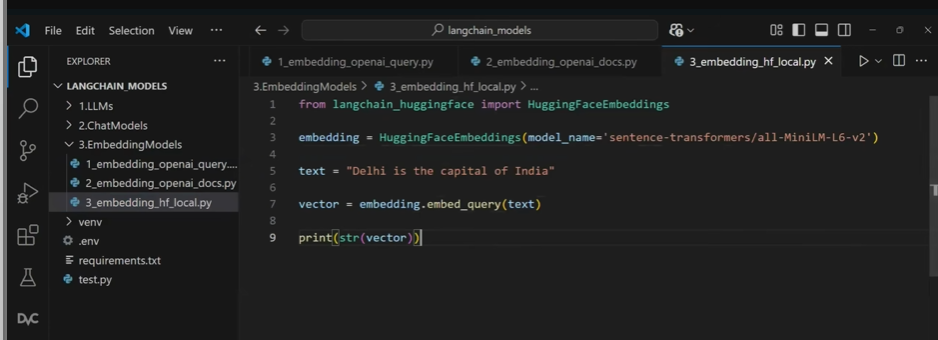 File Edit Selection View ... langchain_models
EXPLORER ...
LANGCHAIN_MODELS
1.LLMs
2.ChatModels
3.EmbeddingModels
1_embedding_openai_query....
2_embedding_openai_docs.py
3_embedding_hf_local.py
venv
.env
requirements.txt
test.py
DVC
1_embedding_openai_query.py 2_embedding_openai_docs.py 3_embedding_hf_local.py
3.EmbeddingModels > 3_embedding_hf_local.py > ...
1 from langchain_huggingface import HuggingFaceEmbeddings
2
3 embedding = HuggingFaceEmbeddings(model_name='sentence-transformers/all-MiniLM-L6-v2')
4
5 text = "Delhi is the capital of India"
6
7 vector = embedding.embed_query(text)
8
9 print(str(vector))